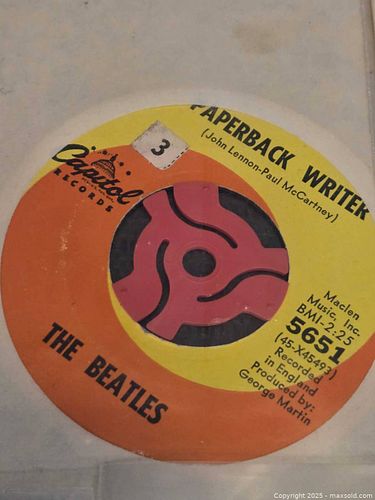 PAPERBACK WRITER
(John Lennon-Paul McCartney)
3
Capitol
RECORDS
Maclen
Music, Inc.
BMI-2:25
5651
(45-X45493)
Recorded
in England
Produced by:
George Martin
THE BEATLES
Copyright 2025 - maxsold.com